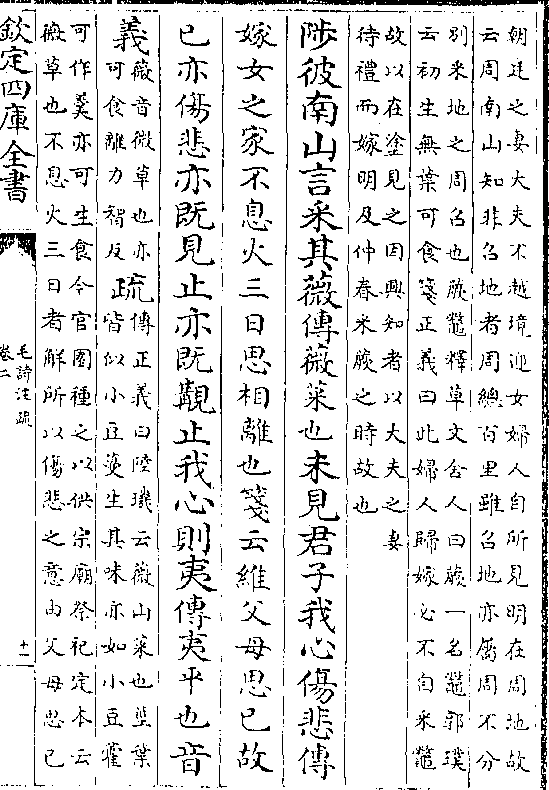 朝廷之妻大夫不越境迎女婦人自所見明在周地故
云周南山知非召地者周總百里雖召地亦屬周不分
別采地之周召也蕨鼈釋草文舍人曰蕨一名鼈郭璞
云初生無葉可食箋正義曰此婦人歸嫁必不自采鼈
故以在塗見之因興知者以大夫之妻
待禮而嫁明及仲春采蕨之時故也
陟彼南山言采其薇傳薇菜也未見君子我心傷悲傳
嫁女之家不息火三日思相離也箋云維父母思已故
已亦傷悲亦既見止亦既覯止我心則夷傳夷平也音
義
薇音微草也亦
可食離力智反
疏
傳正義曰陸璣云薇山菜也莖葉
皆似小豆蔓生其味亦如小豆藿
可作羮亦可生食今官園種之以供宗廟祭祀定本云
薇草也不息火三日者解所以傷悲之意由父母思已
欽定四庫全書
毛詩注疏
卷二
十一